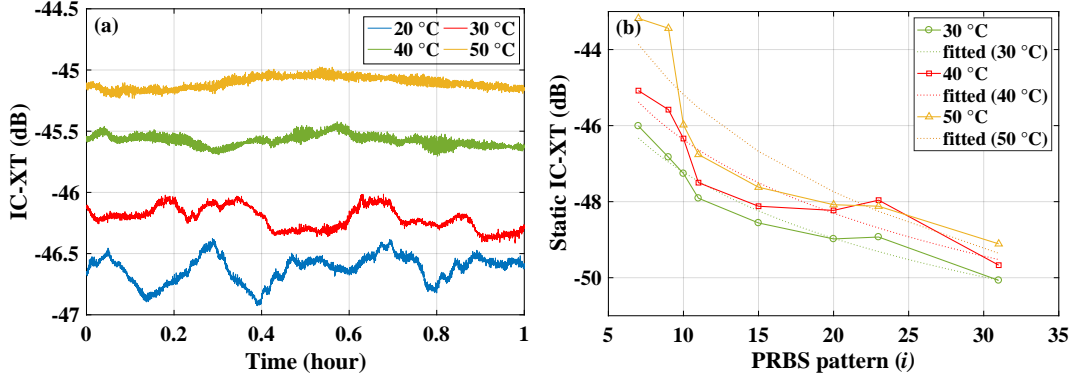 (a)
20 °C 30 °C
40 °C 50 °C
-44.5
-45
-45.5
-46
-46.5
-47
IC-XT (dB)
0 0.2 0.4 0.6 0.8 1
Time (hour)
(b)
30 °C
fitted (30 °C)
40 °C
fitted (40 °C)
50 °C
fitted (50 °C)
-44
-46
-48
-50
Static IC-XT (dB)
5 10 15 20 25 30 35
PRBS pattern (i)